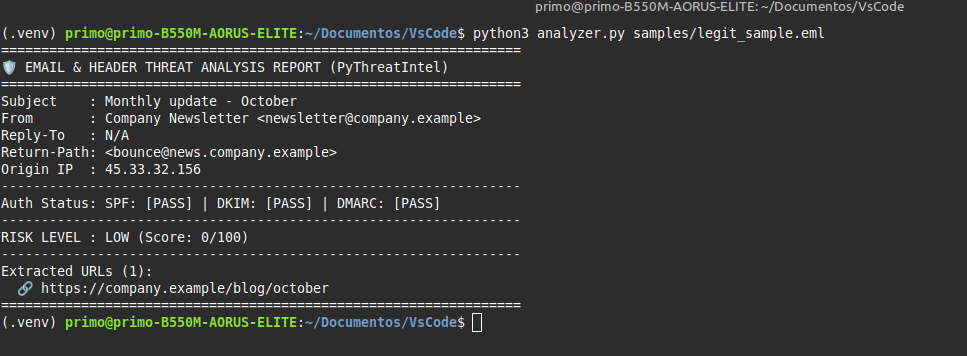 primo@primo-B550M-AORUS-ELITE: ~/Documentos/VsCode
(.venv) primo@primo-B550M-AORUS-ELITE:~/Documentos/VsCode$ python3 analyzer.py samples/legit_sample.eml
=================================================================
🛡️ EMAIL & HEADER THREAT ANALYSIS REPORT (PyThreatIntel)
=================================================================
Subject    : Monthly update - October
From       : Company Newsletter <newsletter@company.example>
Reply-To   : N/A
Return-Path: <bounce@news.company.example>
Origin IP  : 45.33.32.156
-----------------------------------------------------------------
Auth Status: SPF: [PASS] | DKIM: [PASS] | DMARC: [PASS]
-----------------------------------------------------------------
RISK LEVEL : LOW (Score: 0/100)
-----------------------------------------------------------------
Extracted URLs (1):
  🔗 https://company.example/blog/october
=================================================================
(.venv) primo@primo-B550M-AORUS-ELITE:~/Documentos/VsCode$